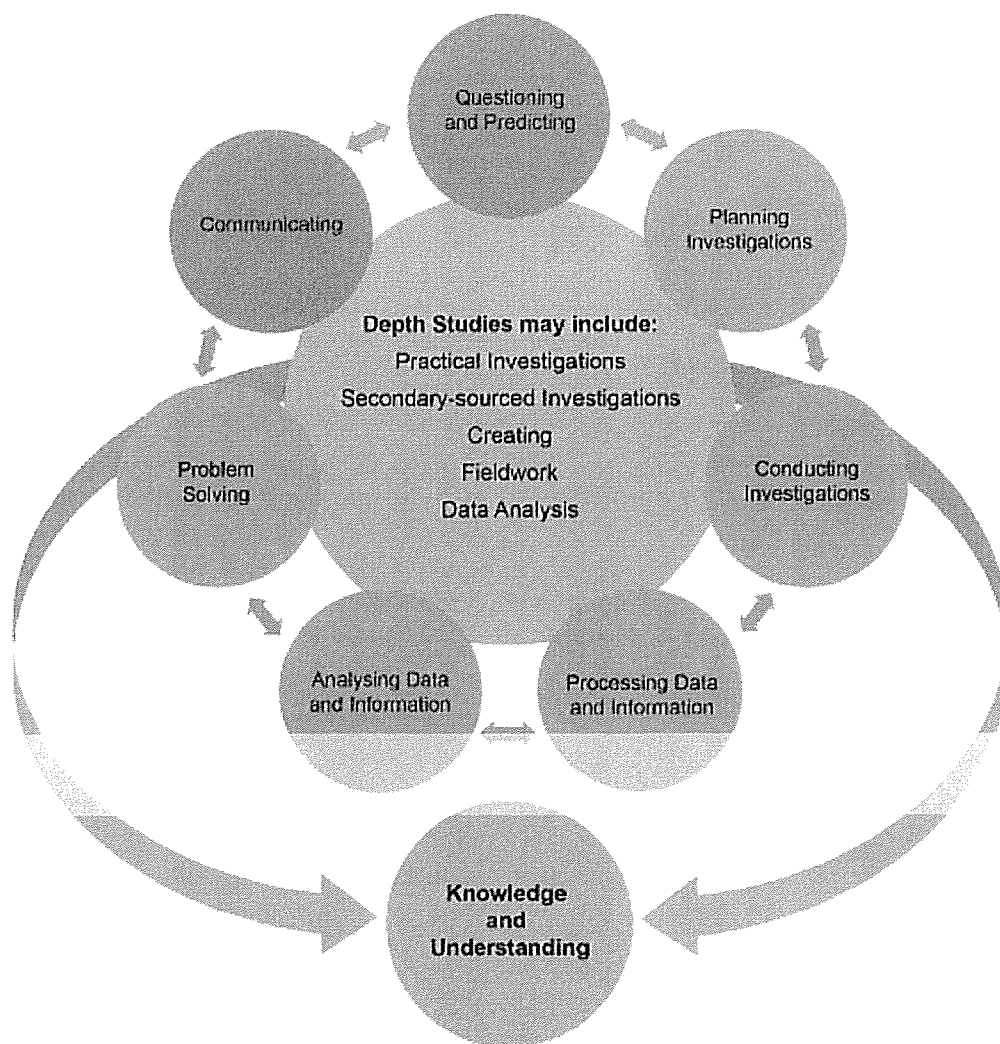 Questioning
and Predicting
Communicating
Planning
Investigations
Depth Studies may include:
Practical Investigations
Secondary-sourced Investigations
Creating
Fieldwork
Data Analysis
Problem
Solving
Conducting
Investigations
Analysing Data
and Information
Processing Data
and Information
Knowledge
and
Understanding